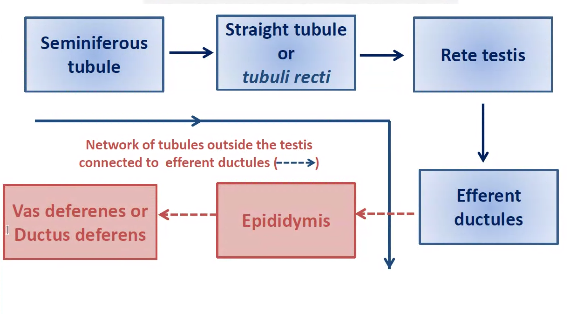 Seminiferous
tubule
Straight tubule
or
tubuli recti
Rete testis
Network of tubules outside the testis
connected to efferent ductules ( )
Vas deferenes or
Ductus deferens
Epididymis
Efferent
ductules